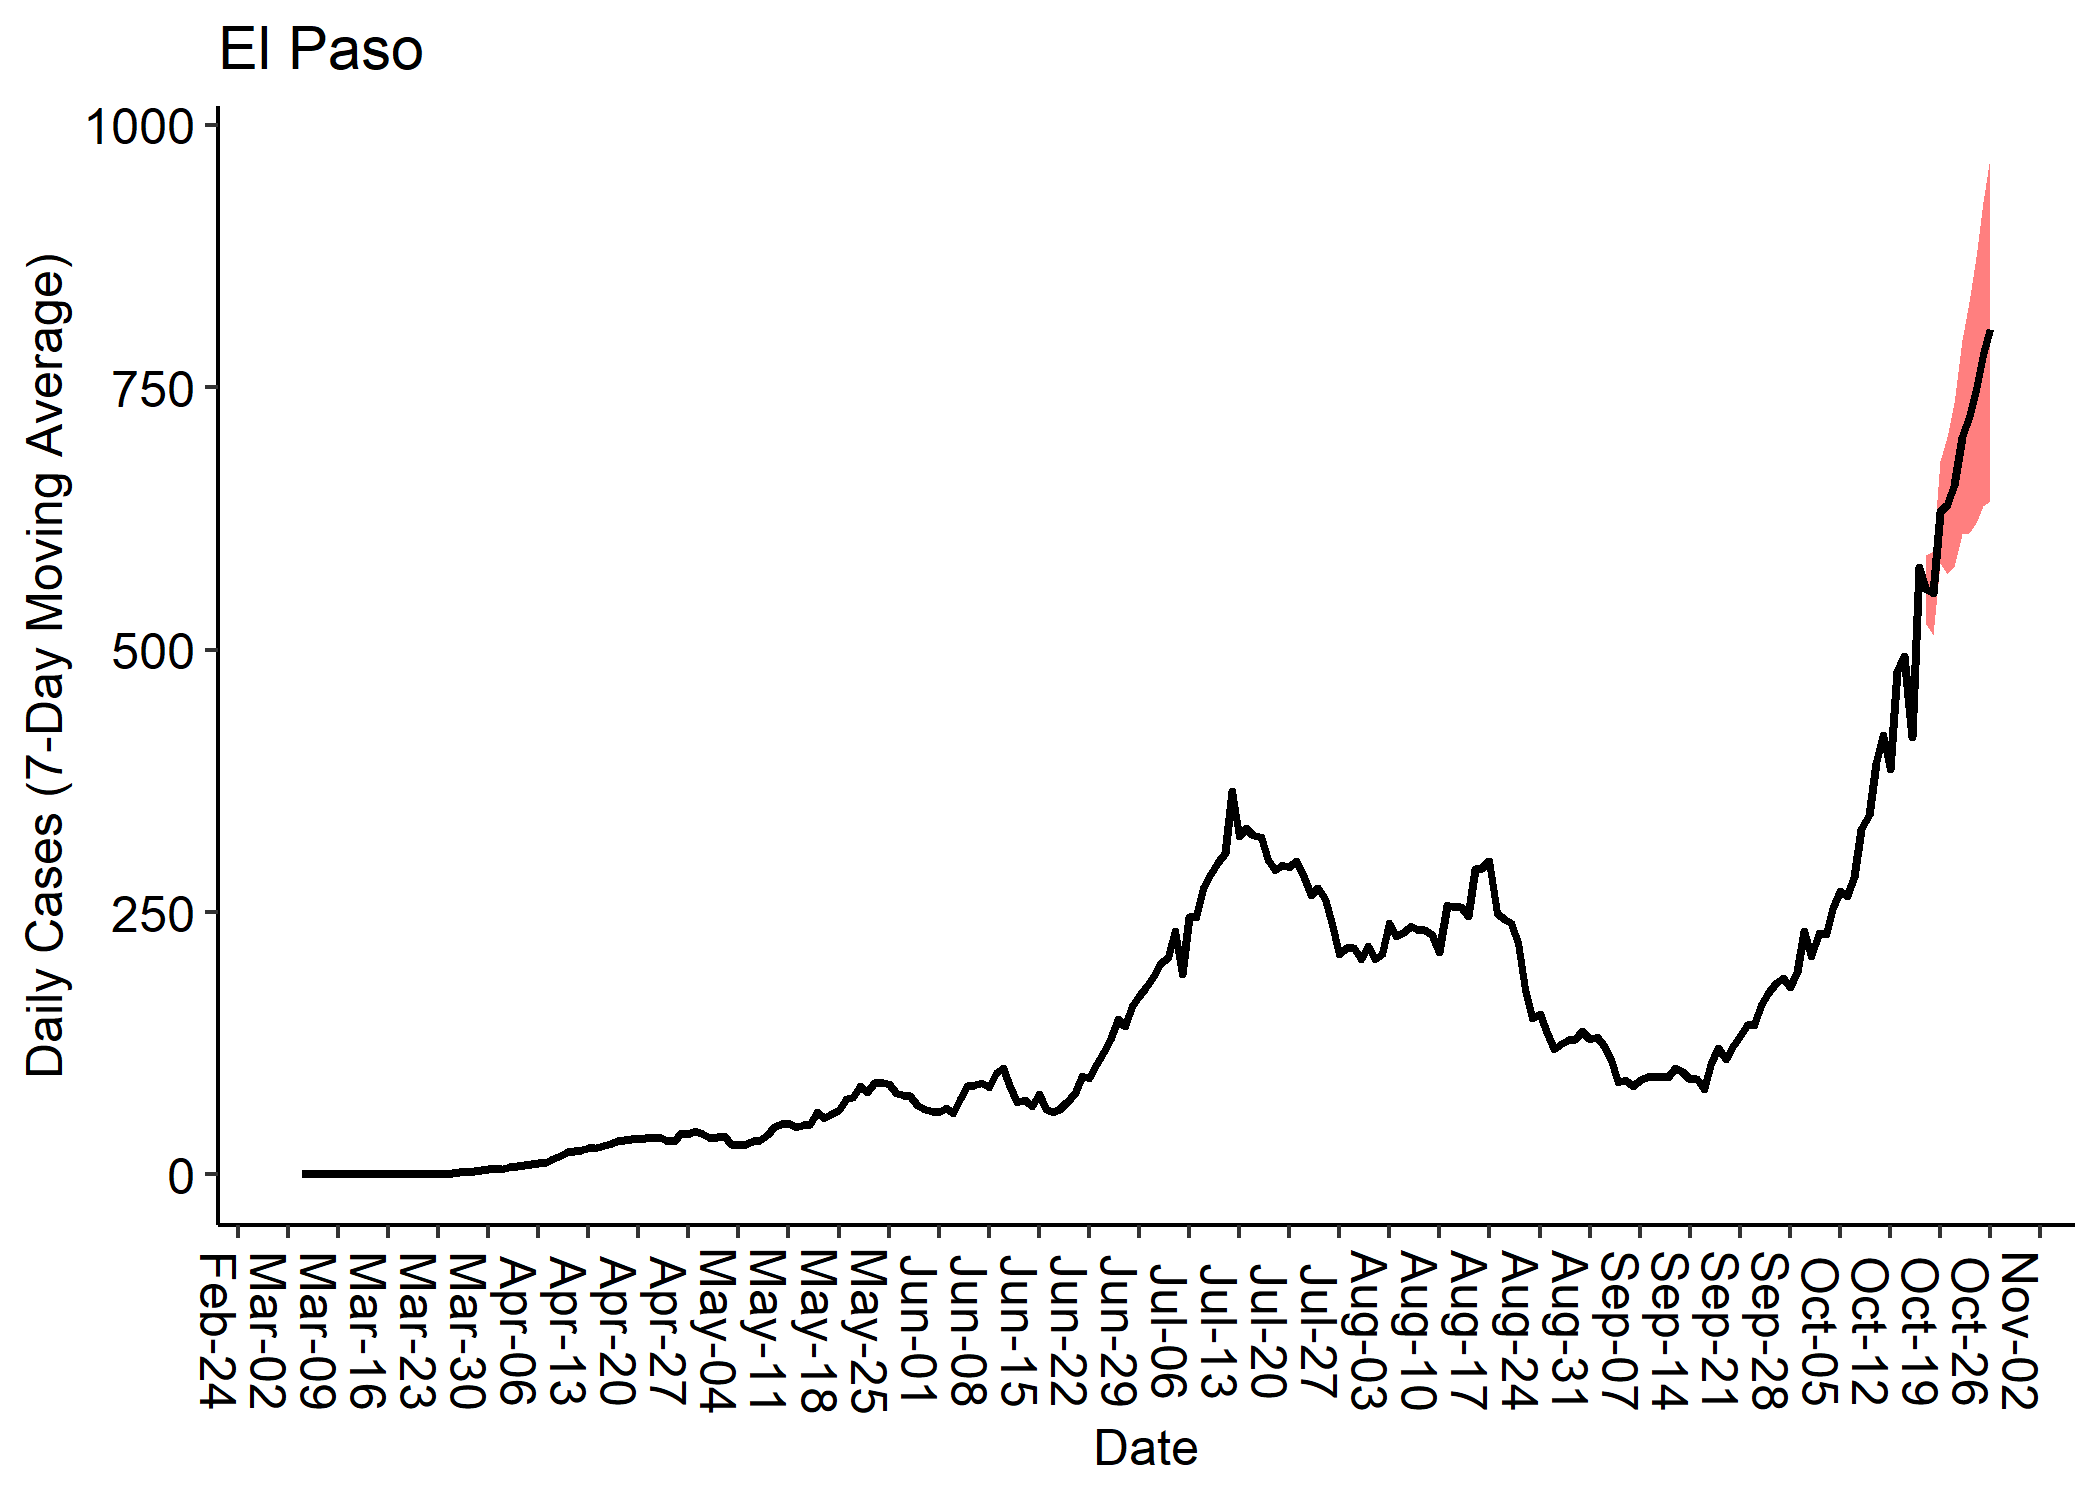 El Paso
Daily Cases (7-Day Moving Average)
1000
750
500
250
0
Feb-24
Mar-02
Mar-09
Mar-16
Mar-23
Mar-30
Apr-06
Apr-13
Apr-20
Apr-27
May-04
May-11
May-18
May-25
Jun-01
Jun-08
Jun-15
Jun-22
Jun-29
Jul-06
Jul-13
Jul-20
Jul-27
Aug-03
Aug-10
Aug-17
Aug-24
Aug-31
Sep-07
Sep-14
Sep-21
Sep-28
Oct-05
Oct-12
Oct-19
Oct-26
Nov-02
Date